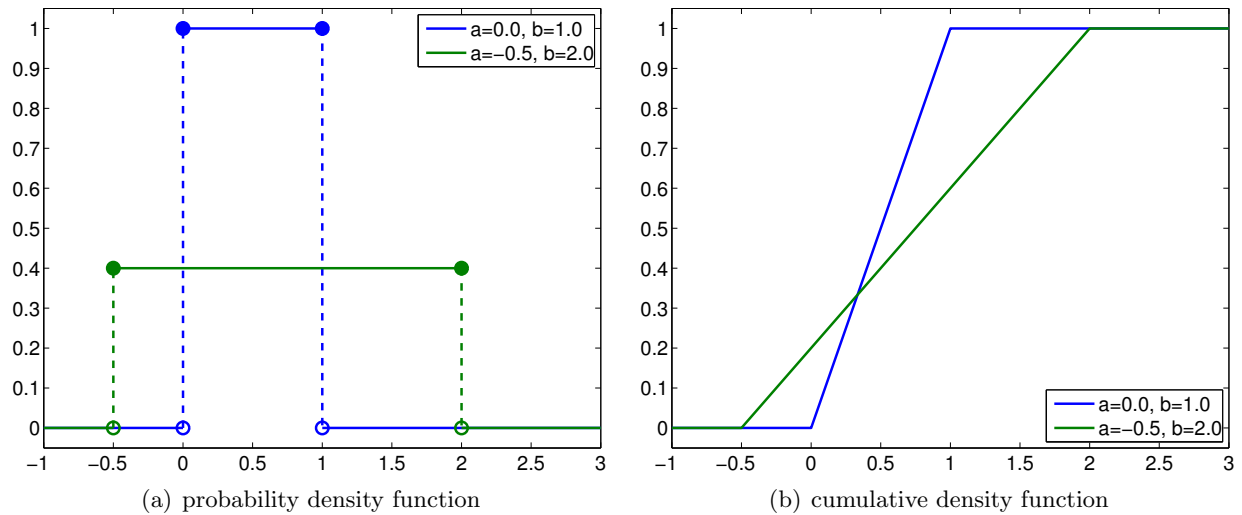 1
0.9
0.8
0.7
0.6
0.5
0.4
0.3
0.2
0.1
0
−1 −0.5 0 0.5 1 1.5 2 2.5 3
a=0.0, b=1.0
a=−0.5, b=2.0
(a) probability density function
1
0.9
0.8
0.7
0.6
0.5
0.4
0.3
0.2
0.1
0
−1 −0.5 0 0.5 1 1.5 2 2.5 3
a=0.0, b=1.0
a=−0.5, b=2.0
(b) cumulative density function